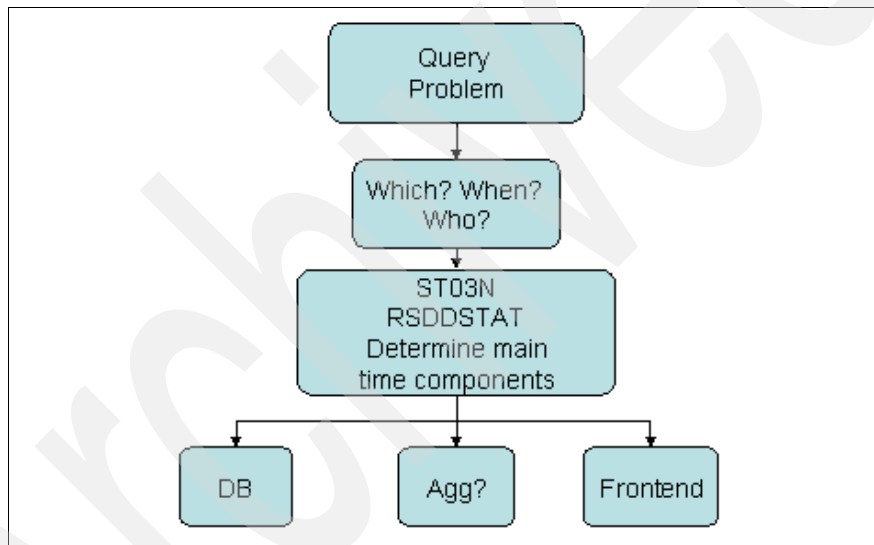 Query
Problem
Which? When?
Who?
ST03N
RSDDSTAT
Determine main
time components
DB
Agg?
Frontend